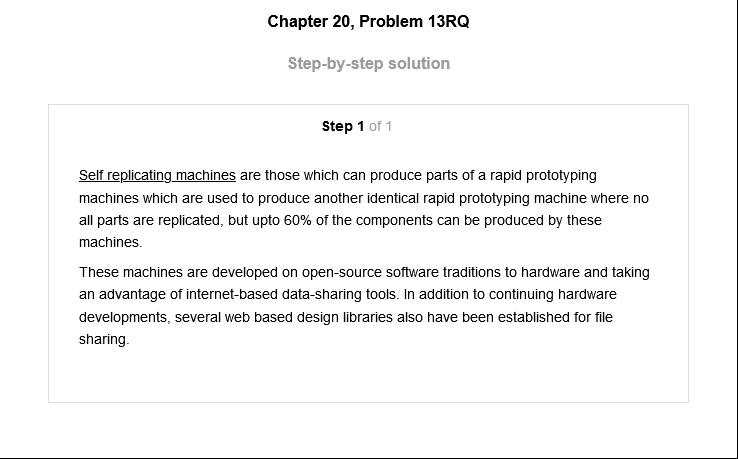 Chapter 20, Problem 13RQ
Step-by-step solution
Step 1 of 1
Self replicating machines are those which can produce parts of a rapid prototyping
machines which are used to produce another identical rapid prototyping machine where no
all parts are replicated, but upto 60% of the components can be produced by these
machines.
These machines are developed on open-source software traditions to hardware and taking
an advantage of internet-based data-sharing tools. In addition to continuing hardware
developments, several web based design libraries also have been established for file
sharing.